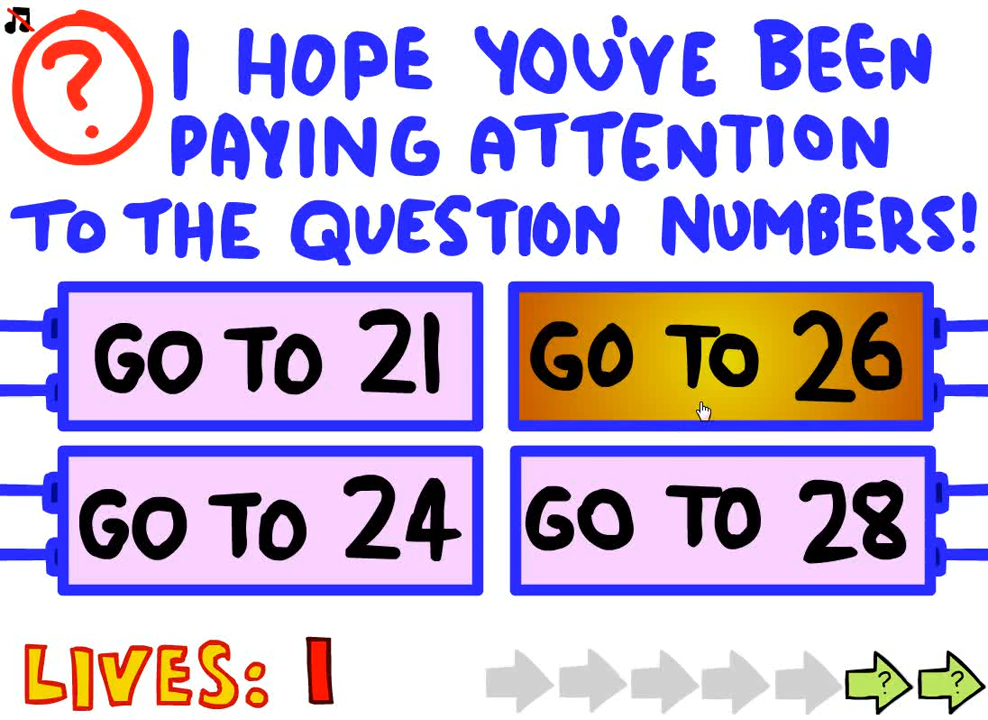 ?
I HOPE YOU'VE BEEN
PAYING ATTENTION
TO THE QUESTION NUMBERS!
GO TO 21
GO TO 26
GO TO 24
GO TO 28
LIVES: 1
? ?